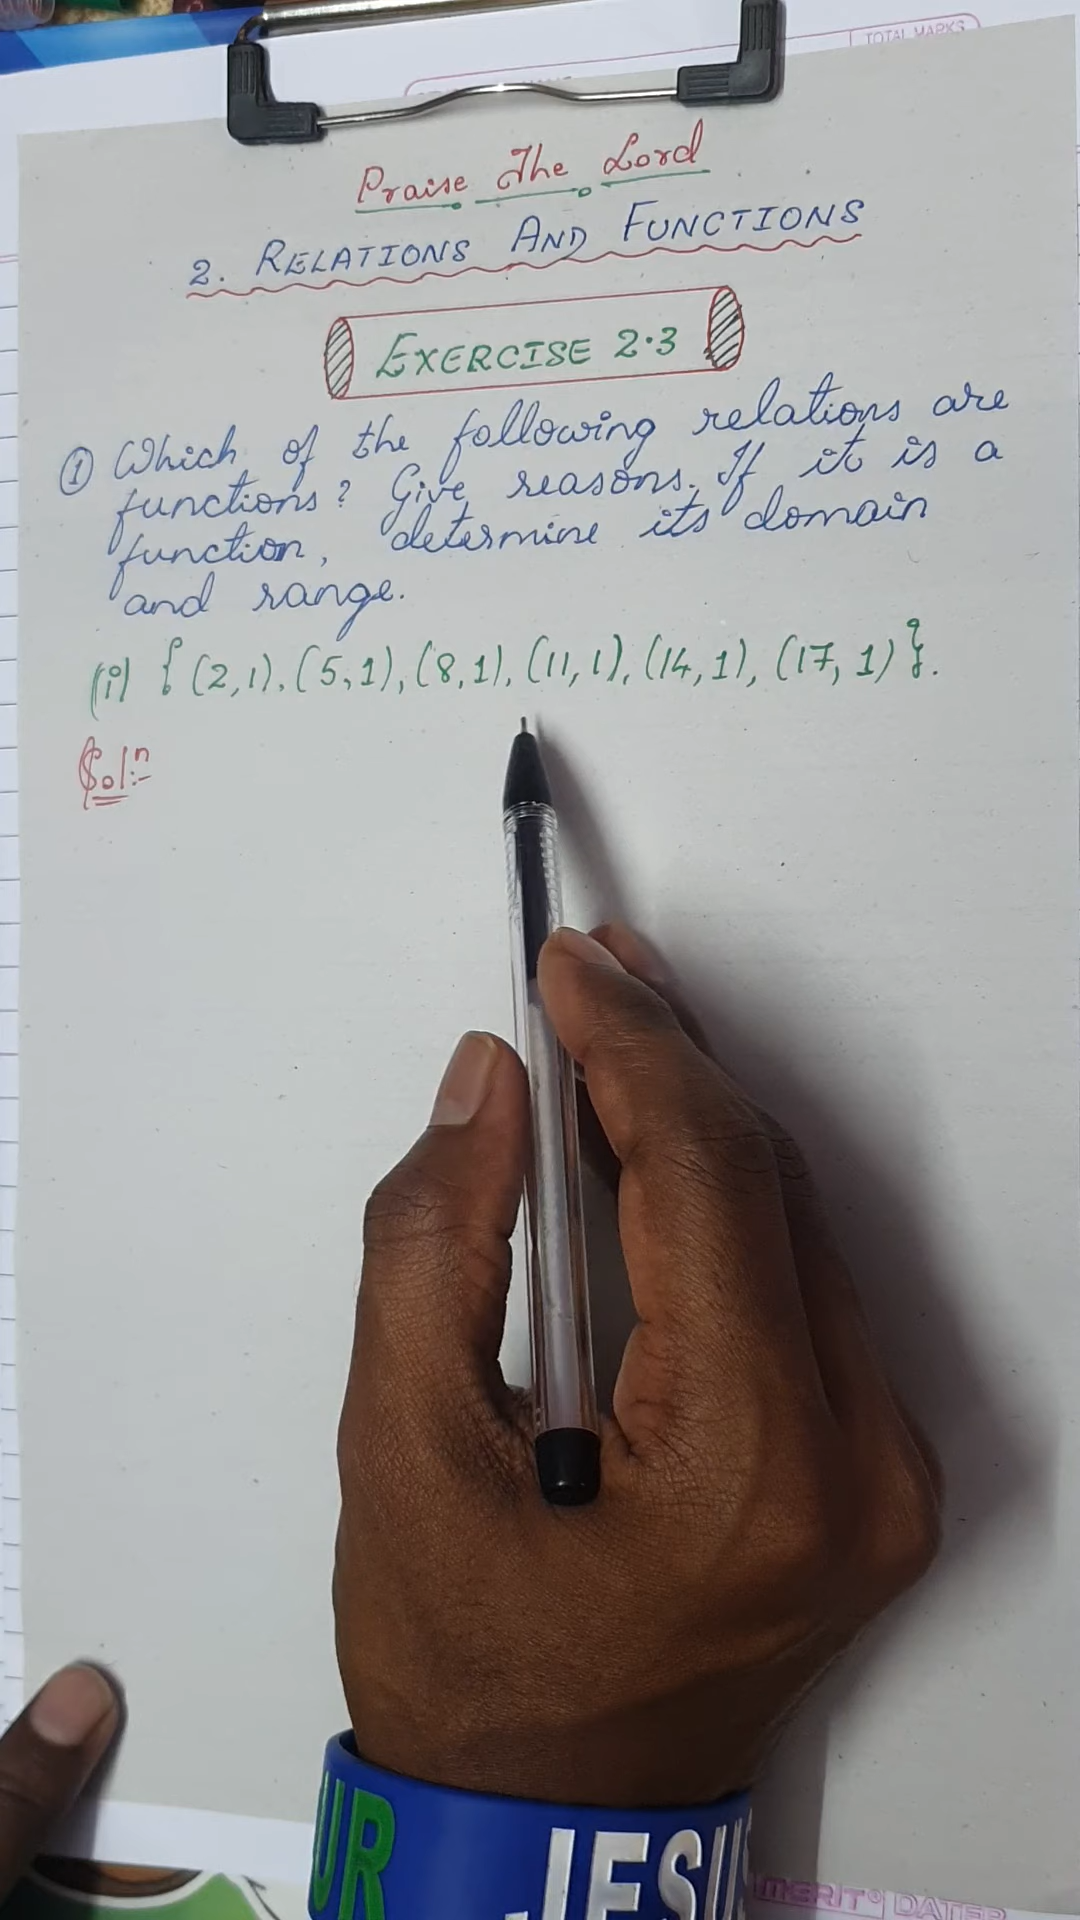 TOTAL MARKS
Praise The Lord
2. RELATIONS AND FUNCTIONS
EXERCISE 2.3
① Which of the following relations are
functions? Give reasons. If it is a
function, determine its domain
and range.
(i) {(2,1), (5,1), (8,1), (11,1), (14,1), (17,1)}.
Solⁿ:-
UR JESUS
MERIT DATED